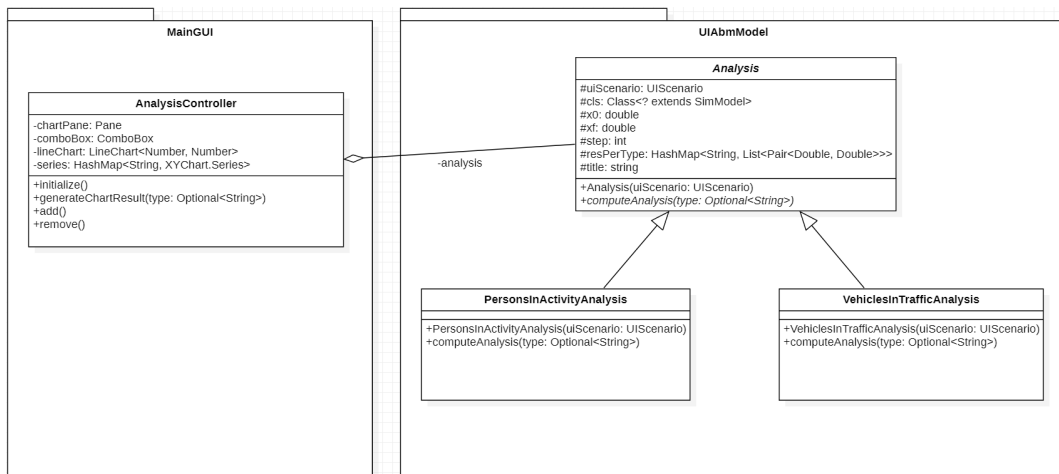 MainGUI
AnalysisController
-chartPane: Pane
-comboBox: ComboBox
-lineChart: LineChart<Number, Number>
-series: HashMap<String, XYChart.Series>
+initialize()
+generateChartResult(type: Optional<String>)
+add()
+remove()
-analysis
UIAbmModel
Analysis
#uiScenario: UIScenario
#cls: Class<? extends SimModel>
#x0: double
#xf: double
#step: int
#resPerType: HashMap<String, List<Pair<Double, Double>>>
#title: string
+Analysis(uiScenario: UIScenario)
+computeAnalysis(type: Optional<String>)
PersonsInActivityAnalysis
+PersonsInActivityAnalysis(uiScenario: UIScenario)
+computeAnalysis(type: Optional<String>)
VehiclesInTrafficAnalysis
+VehiclesInTrafficAnalysis(uiScenario: UIScenario)
+computeAnalysis(type: Optional<String>)